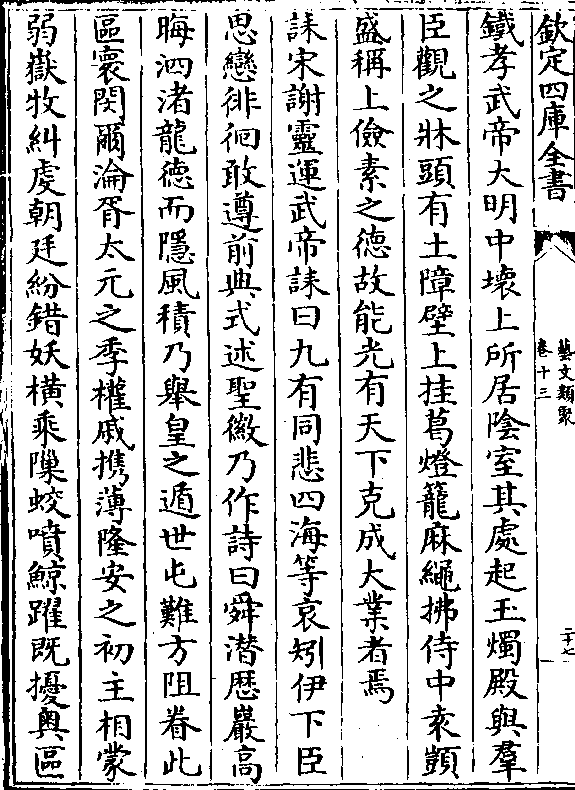 欽定四庫全書
藝文類聚
卷十三
二十七
鐵孝武帝大明中壞上所居陰室其處起玉燭殿與羣
臣觀之牀頭有土障壁上挂葛燈籠麻繩拂侍中袁顗
盛稱上儉素之德故能光有天下克成大業者焉
誄宋謝靈運武帝誄曰九有同悲四海等哀矧伊下臣
思戀徘徊敢遵前典式述聖徽乃作詩曰舜潛歷巖高
晦泗渚龍德而隱風積乃舉皇之遁世屯難方阻眷此
區寰閔爾淪胥太元之季權戚擕薄隆安之初主相蒙
弱嶽牧糾虔朝廷紛錯妖橫乘隟蛟噴鯨躍既擾奥區